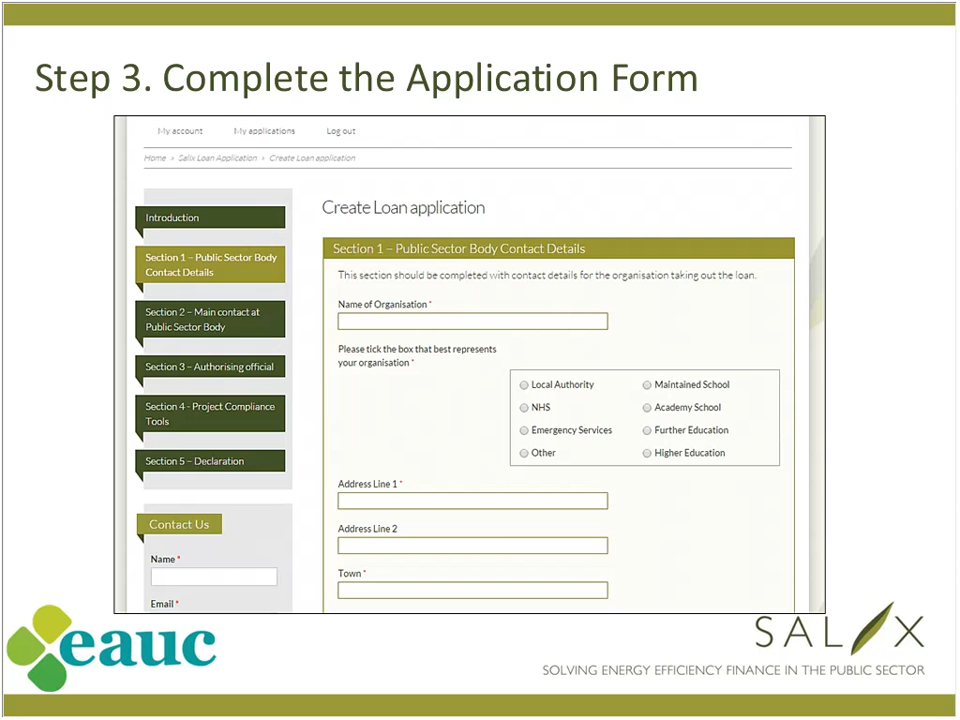 Step 3. Complete the Application Form
My account My applications Log out
Home » Salix Loan Application » Create Loan application
Introduction
Section 1 – Public Sector Body
Contact Details
Section 2 – Main contact at
Public Sector Body
Section 3 – Authorising official
Section 4 - Project Compliance
Tools
Section 5 – Declaration
Contact Us
Name *
Email *
Create Loan application
Section 1 – Public Sector Body Contact Details
This section should be completed with contact details for the organisation taking out the loan.
Name of Organisation *
Please tick the box that best represents
your organisation *
Local Authority Maintained School
NHS Academy School
Emergency Services Further Education
Other Higher Education
Address Line 1 *
Address Line 2
Town *
eauc
SALIX
SOLVING ENERGY EFFICIENCY FINANCE IN THE PUBLIC SECTOR